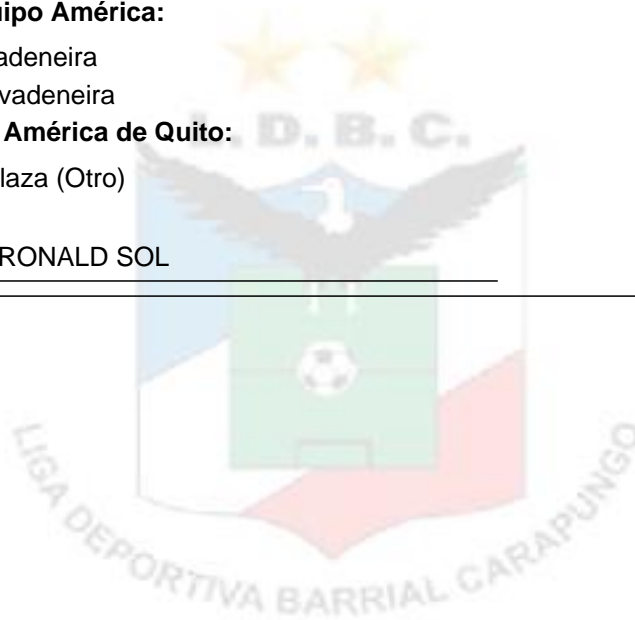 uipo América:
adeneira
vadeneira
América de Quito:
laza (Otro)
L. D. B. C.
RONALD SOL
LIGA DEPORTIVA BARRIAL CARAPUNGO